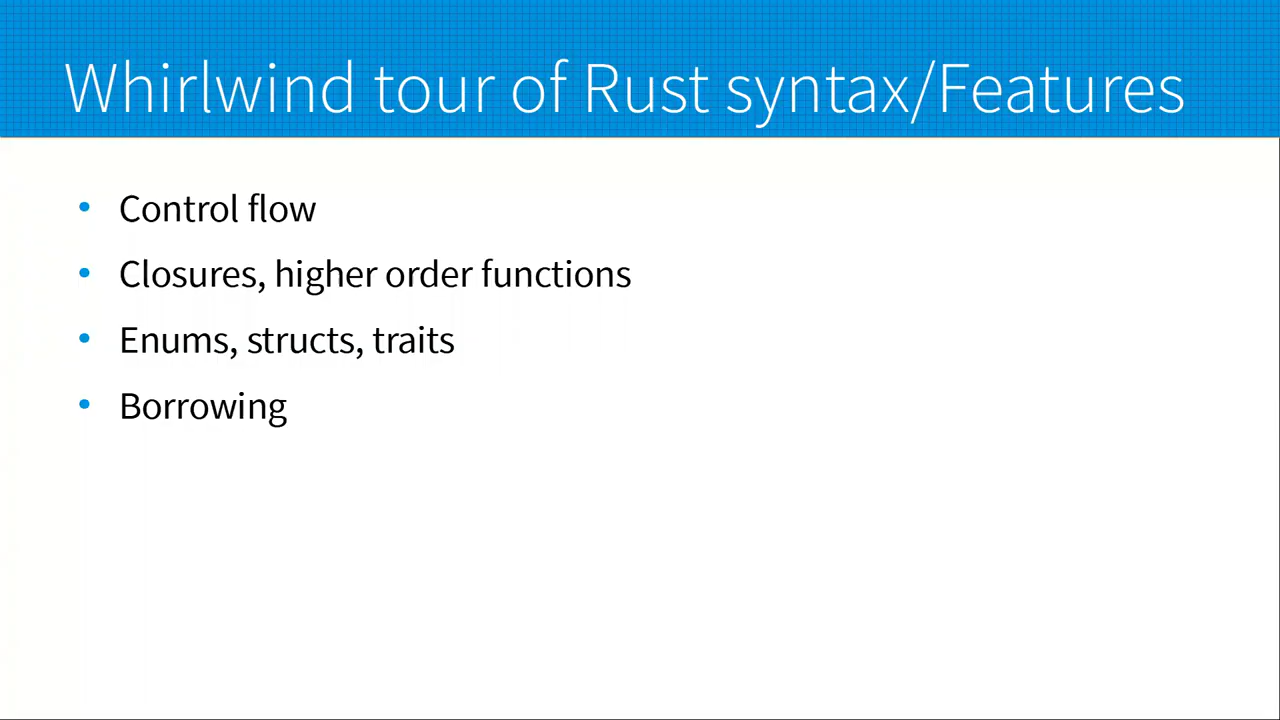 Whirlwind tour of Rust syntax/Features
• Control flow
• Closures, higher order functions
• Enums, structs, traits
• Borrowing